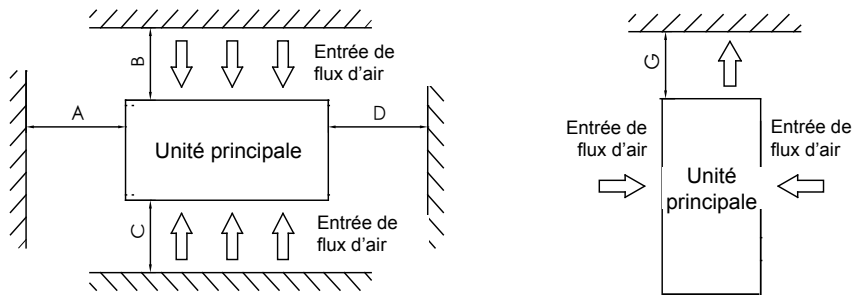 B
Entrée de
flux d'air
A
D
Unité principale
C
Entrée de
flux d'air
G
Entrée de
flux d'air
Entrée de
flux d'air
Unité
principale